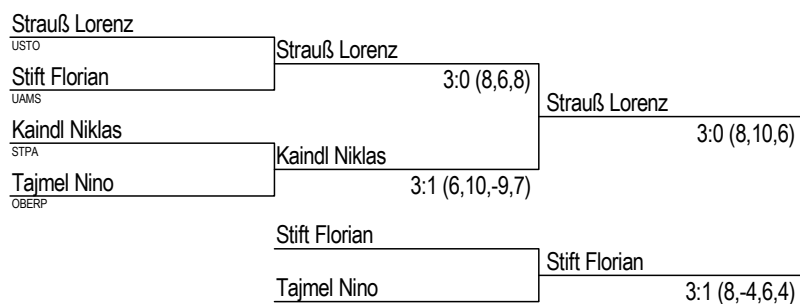 Strauß Lorenz
USTO
Strauß Lorenz
Stift Florian
3:0 (8,6,8)
UAMS
Strauß Lorenz
Kaindl Niklas
3:0 (8,10,6)
STPA
Kaindl Niklas
Tajmel Nino
3:1 (6,10,-9,7)
OBERP
Stift Florian
Stift Florian
Tajmel Nino
3:1 (8,-4,6,4)